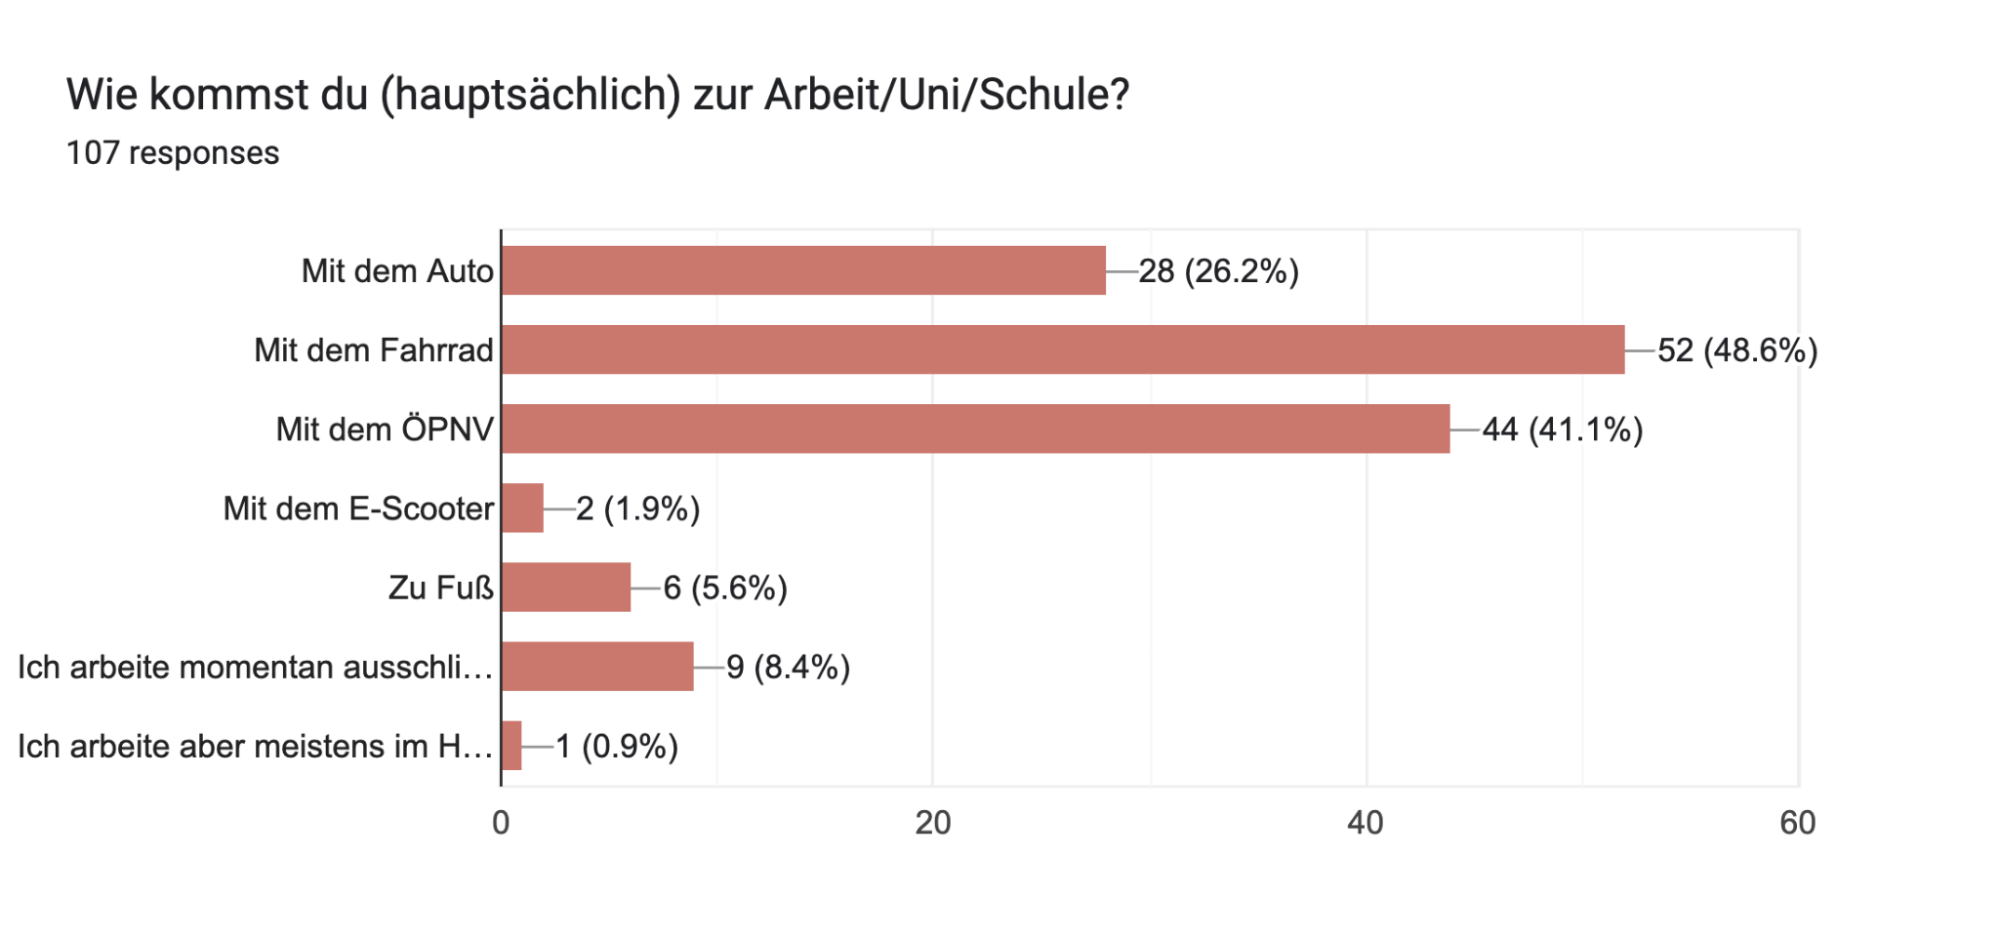 Wie kommst du (hauptsächlich) zur Arbeit/Uni/Schule?
107 responses
Mit dem Auto 28 (26.2%)
Mit dem Fahrrad 52 (48.6%)
Mit dem ÖPNV 44 (41.1%)
Mit dem E-Scooter 2 (1.9%)
Zu Fuß 6 (5.6%)
Ich arbeite momentan ausschli… 9 (8.4%)
Ich arbeite aber meistens im H… 1 (0.9%)
0 20 40 60